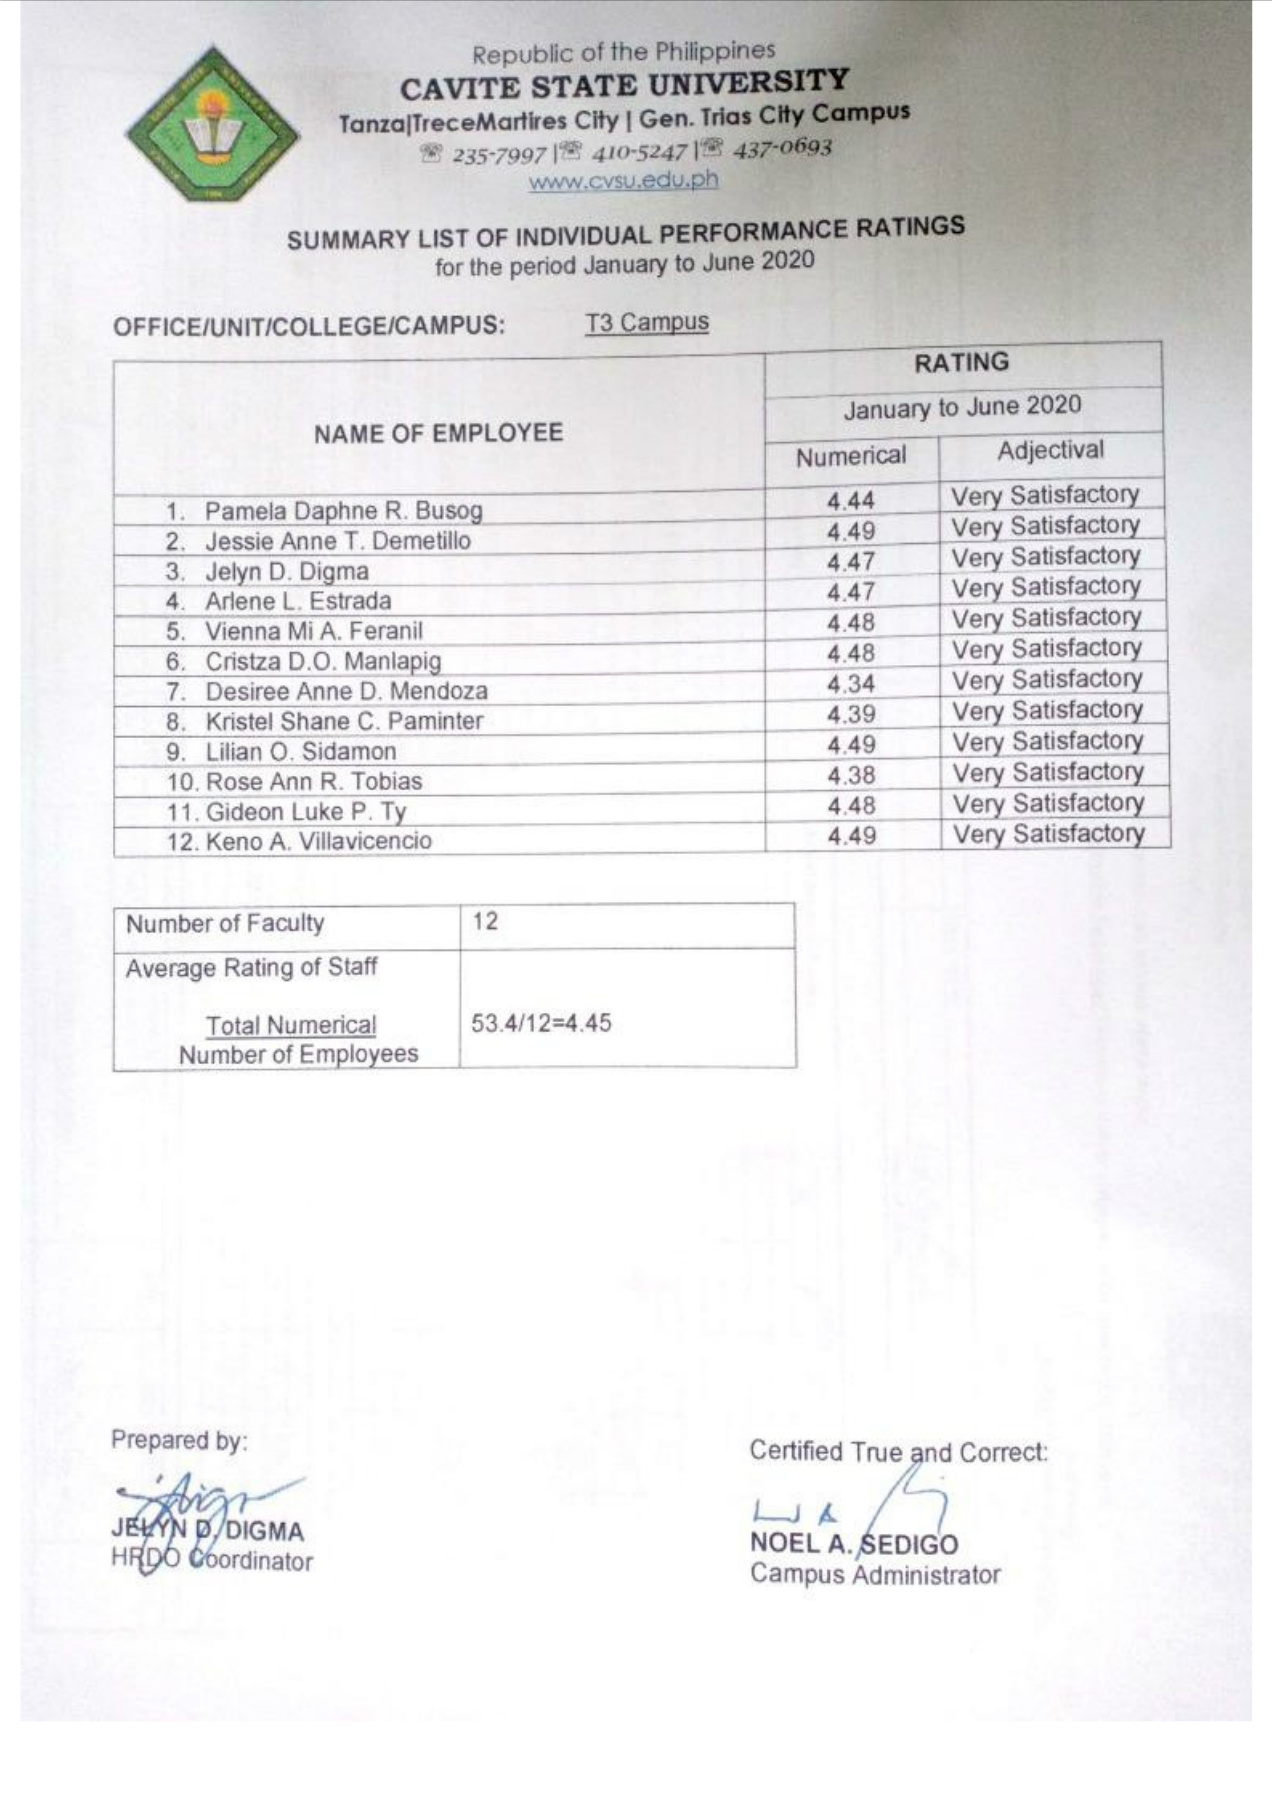 Republic of the Philippines
CAVITE STATE UNIVERSITY
Tanza|TreceMartires City | Gen. Trias City Campus
☏ 235-7997 |☏ 410-5247 |☏ 437-0693
www.cvsu.edu.ph
SUMMARY LIST OF INDIVIDUAL PERFORMANCE RATINGS
for the period January to June 2020
OFFICE/UNIT/COLLEGE/CAMPUS: T3 Campus
NAME OF EMPLOYEE
RATING
January to June 2020
Numerical Adjectival
1. Pamela Daphne R. Busog 4.44 Very Satisfactory
2. Jessie Anne T. Demetillo 4.49 Very Satisfactory
3. Jelyn D. Digma 4.47 Very Satisfactory
4. Arlene L. Estrada 4.47 Very Satisfactory
5. Vienna Mi A. Feranil 4.48 Very Satisfactory
6. Cristza D.O. Manlapig 4.48 Very Satisfactory
7. Desiree Anne D. Mendoza 4.34 Very Satisfactory
8. Kristel Shane C. Paminter 4.39 Very Satisfactory
9. Lilian O. Sidamon 4.49 Very Satisfactory
10. Rose Ann R. Tobias 4.38 Very Satisfactory
11. Gideon Luke P. Ty 4.48 Very Satisfactory
12. Keno A. Villavicencio 4.49 Very Satisfactory
Number of Faculty 12
Average Rating of Staff
Total Numerical 53.4/12=4.45
Number of Employees
Prepared by:
JELYN D. DIGMA
HRDO Coordinator
Certified True and Correct:
NOEL A. SEDIGO
Campus Administrator